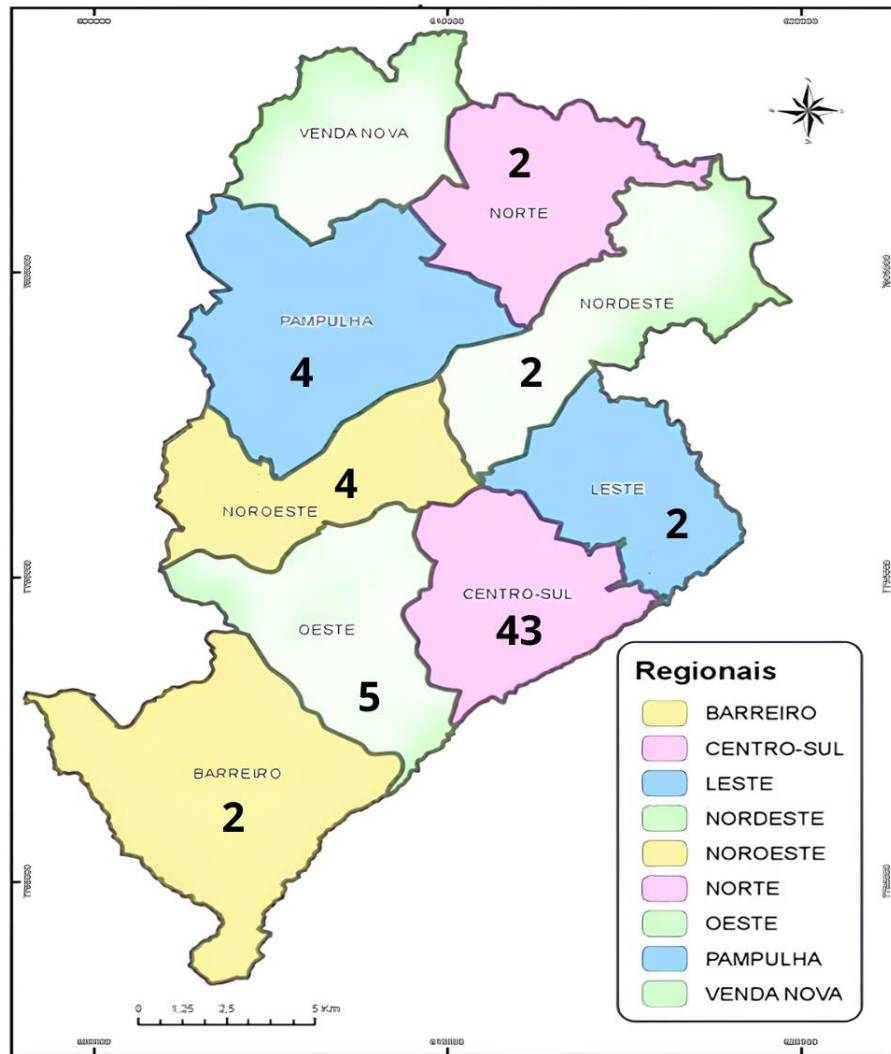 VENDA NOVA
2
NORTE
NORDESTE
PAMPULHA
4
2
4
NOROESTE
LESTE
2
CENTRO-SUL
43
OESTE
5
BARREIRO
2
Regionais
BARREIRO
CENTRO-SUL
LESTE
NORDESTE
NOROESTE
NORTE
OESTE
PAMPULHA
VENDA NOVA
0 1.25 2.5 5 Km